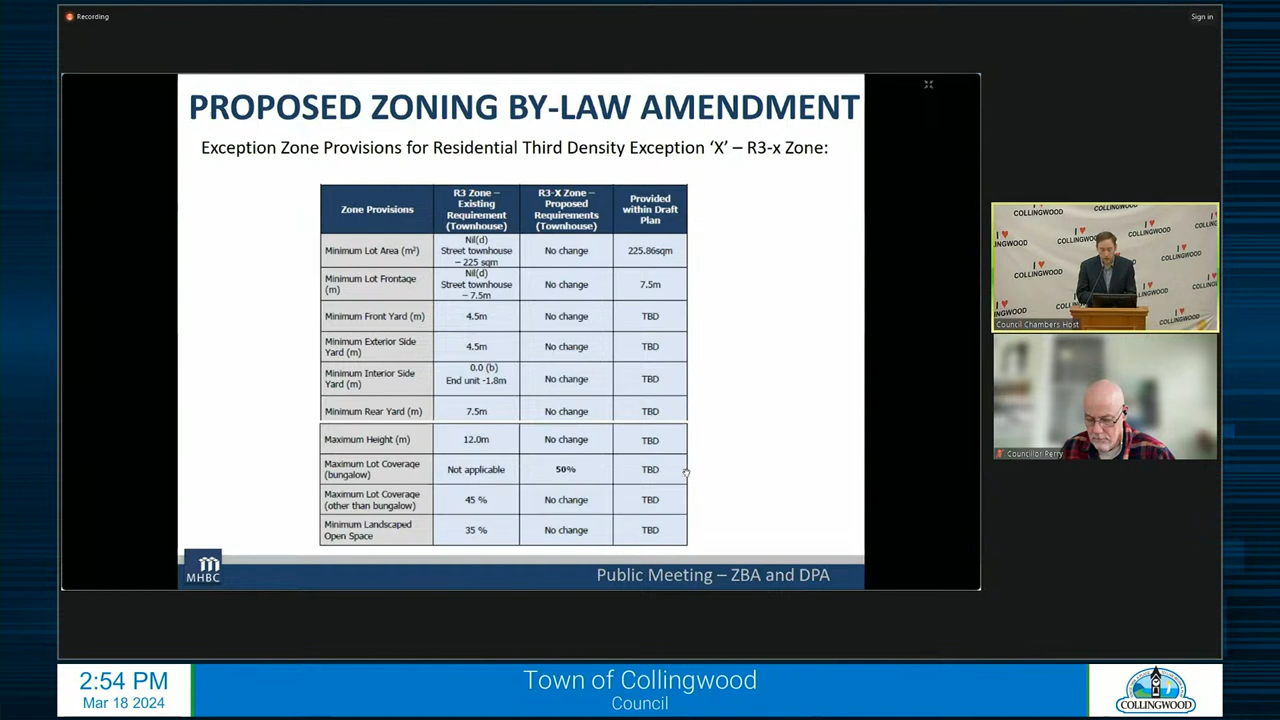 Recording
Sign in
PROPOSED ZONING BY-LAW AMENDMENT
Exception Zone Provisions for Residential Third Density Exception ‘X’ – R3-x Zone:
Zone Provisions
R3 Zone –
Existing
Requirement
(Townhouse)
R3-X Zone –
Proposed
Requirements
(Townhouse)
Provided
within Draft
Plan
Minimum Lot Area (m²)
Nil(d)
Street townhouse
– 225 sqm
No change
225.86sqm
Minimum Lot Frontage
(m)
Nil(d)
Street townhouse
– 7.5m
No change
7.5m
Minimum Front Yard (m)
4.5m
No change
TBD
Minimum Exterior Side
Yard (m)
4.5m
No change
TBD
Minimum Interior Side
Yard (m)
0.0 (b)
End unit -1.8m
No change
TBD
Minimum Rear Yard (m)
7.5m
No change
TBD
Maximum Height (m)
12.0m
No change
TBD
Maximum Lot Coverage
(bungalow)
Not applicable
50%
TBD
Maximum Lot Coverage
(other than bungalow)
45 %
No change
TBD
Minimum Landscaped
Open Space
35 %
No change
TBD
MHBC
Public Meeting – ZBA and DPA
I ♥
COLLINGWOOD
Council Chambers Host
Councillor Perry
2:54 PM
Mar 18 2024
Town of Collingwood
Council
COLLINGWOOD